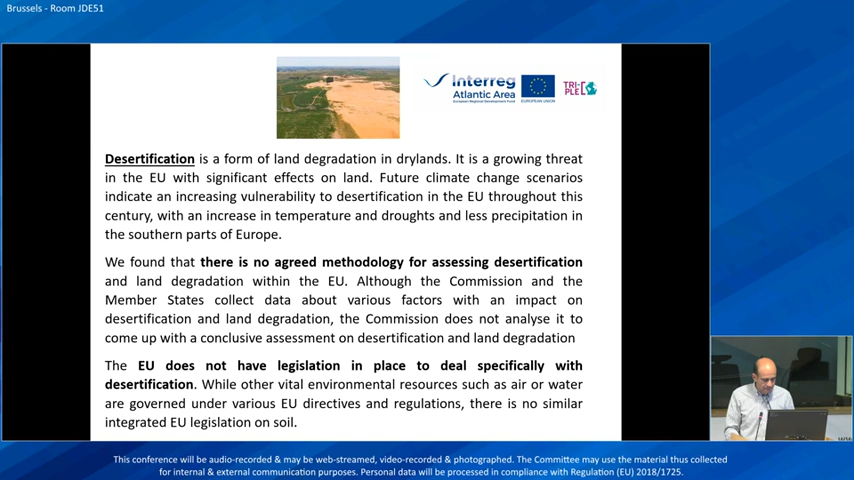 Brussels - Room JDE51
Interreg
Atlantic Area
European Regional Development Fund
EUROPEAN UNION
TRI-
PLE
Desertification is a form of land degradation in drylands. It is a growing threat
in the EU with significant effects on land. Future climate change scenarios
indicate an increasing vulnerability to desertification in the EU throughout this
century, with an increase in temperature and droughts and less precipitation in
the southern parts of Europe.
We found that there is no agreed methodology for assessing desertification
and land degradation within the EU. Although the Commission and the
Member States collect data about various factors with an impact on
desertification and land degradation, the Commission does not analyse it to
come up with a conclusive assessment on desertification and land degradation
The EU does not have legislation in place to deal specifically with
desertification. While other vital environmental resources such as air or water
are governed under various EU directives and regulations, there is no similar
integrated EU legislation on soil.
This conference will be audio-recorded & may be web-streamed, video-recorded & photographed. The Committee may use the material thus collected
for internal & external communication purposes. Personal data will be processed in compliance with Regulation (EU) 2018/1725.